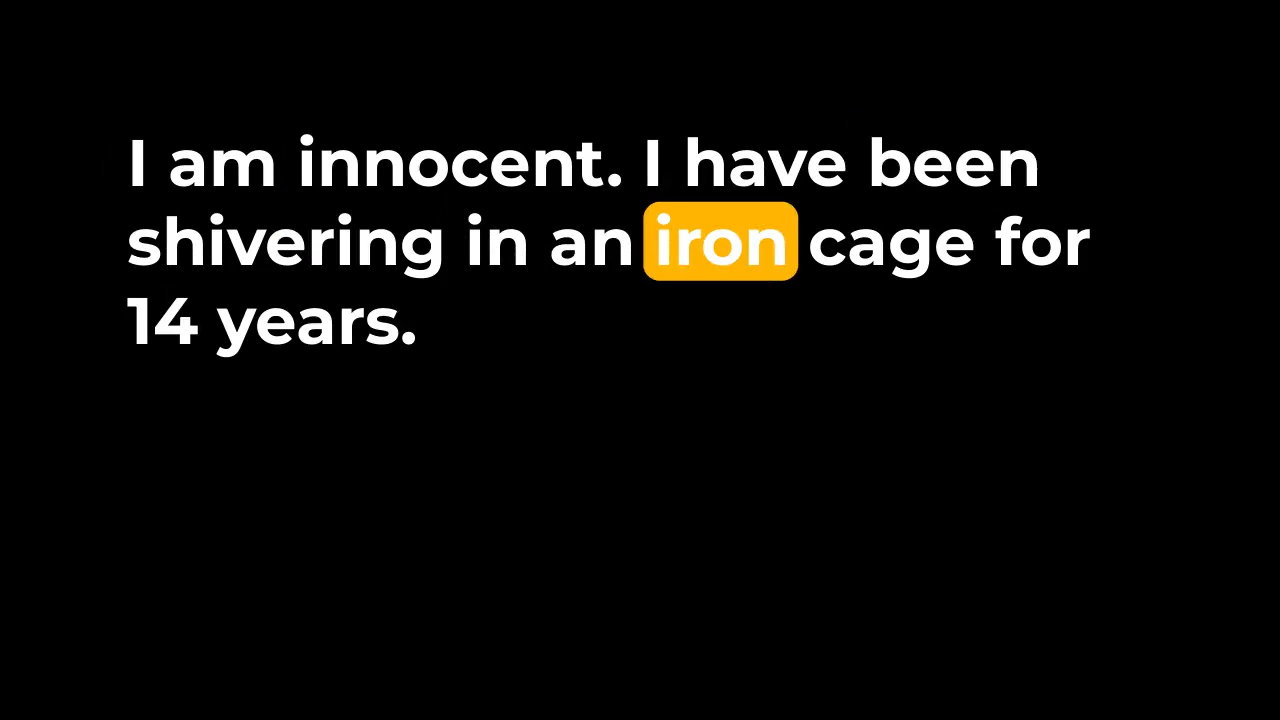 I am innocent. I have been
shivering in an iron cage for
14 years.